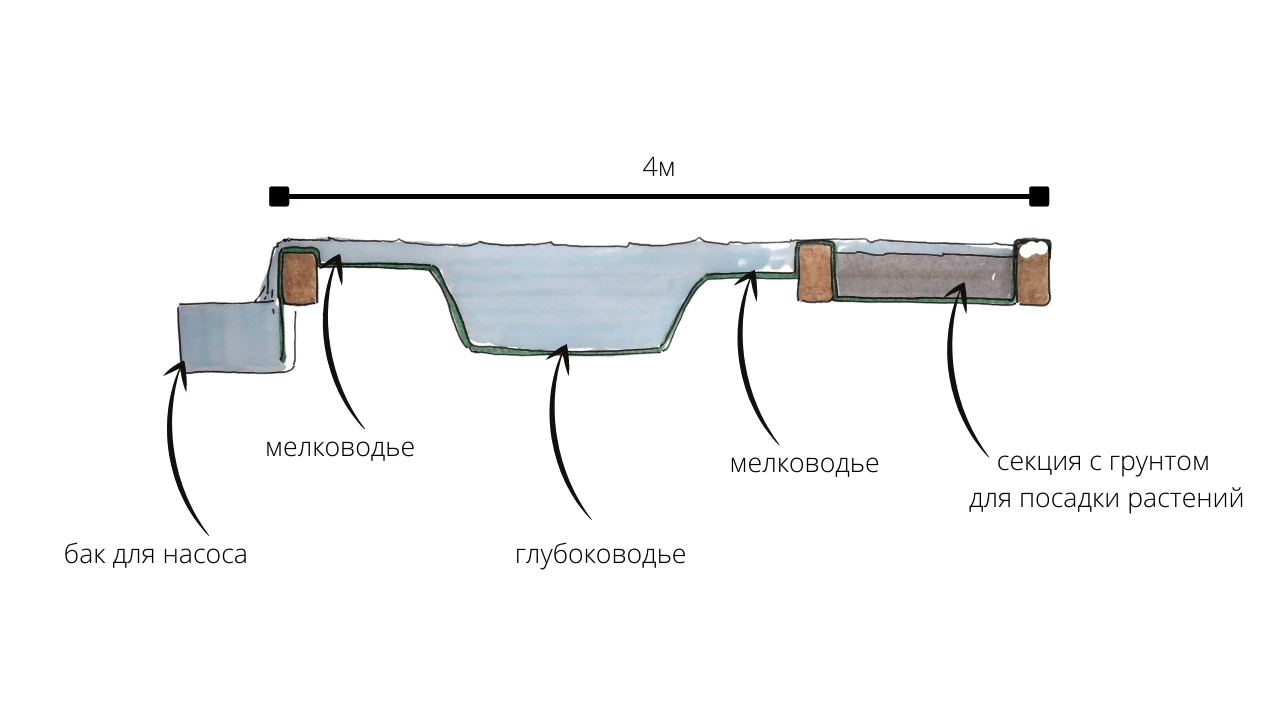 4м
мелководье
мелководье
секция с грунтом
для посадки растений
бак для насоса
глубоководье